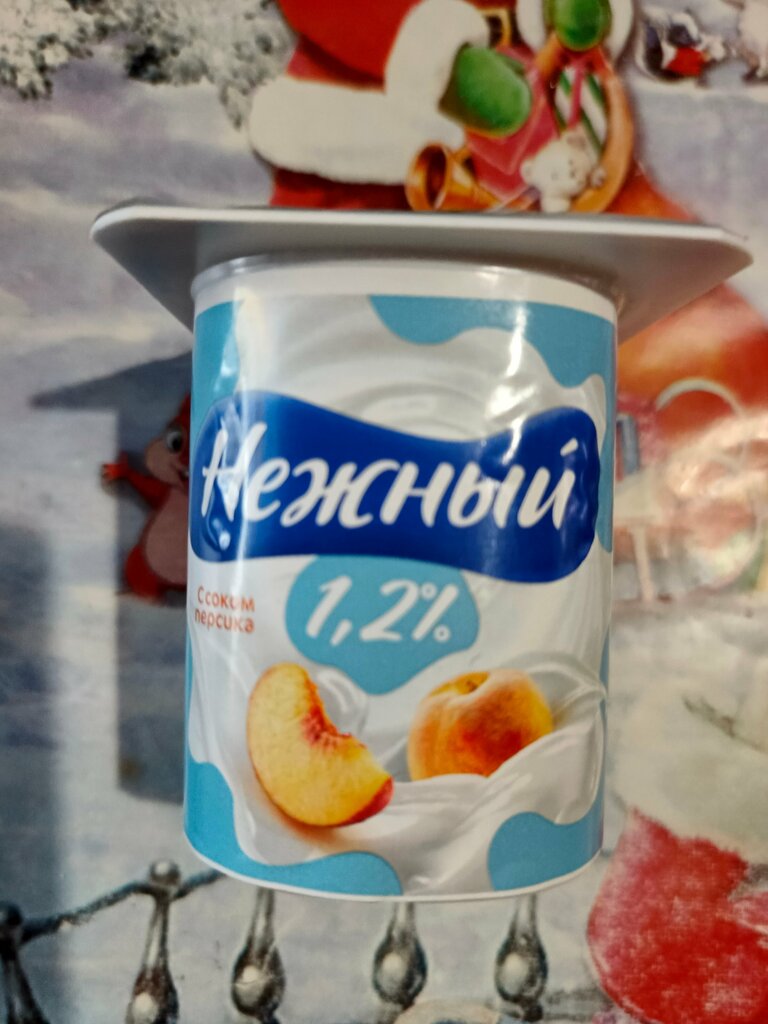 Нежный
1,2%
С соком
персика